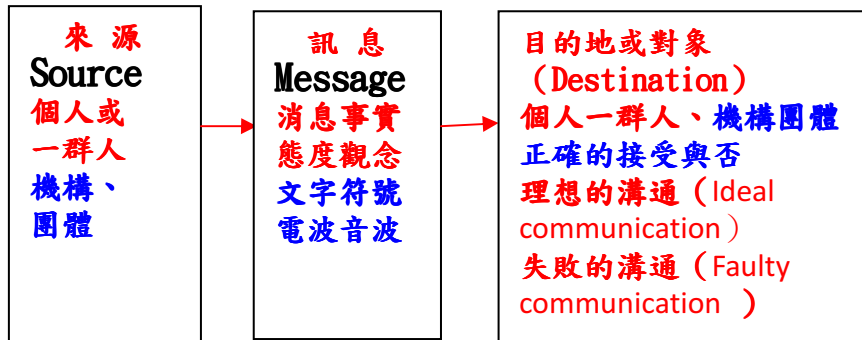 來 源
Source
個人或
一群人
機構、
團體
訊 息
Message
消息事實
態度觀念
文字符號
電波音波
目的地或對象
（Destination）
個人一群人、機構團體
正確的接受與否
理想的溝通（Ideal
communication）
失敗的溝通（Faulty
communication ）